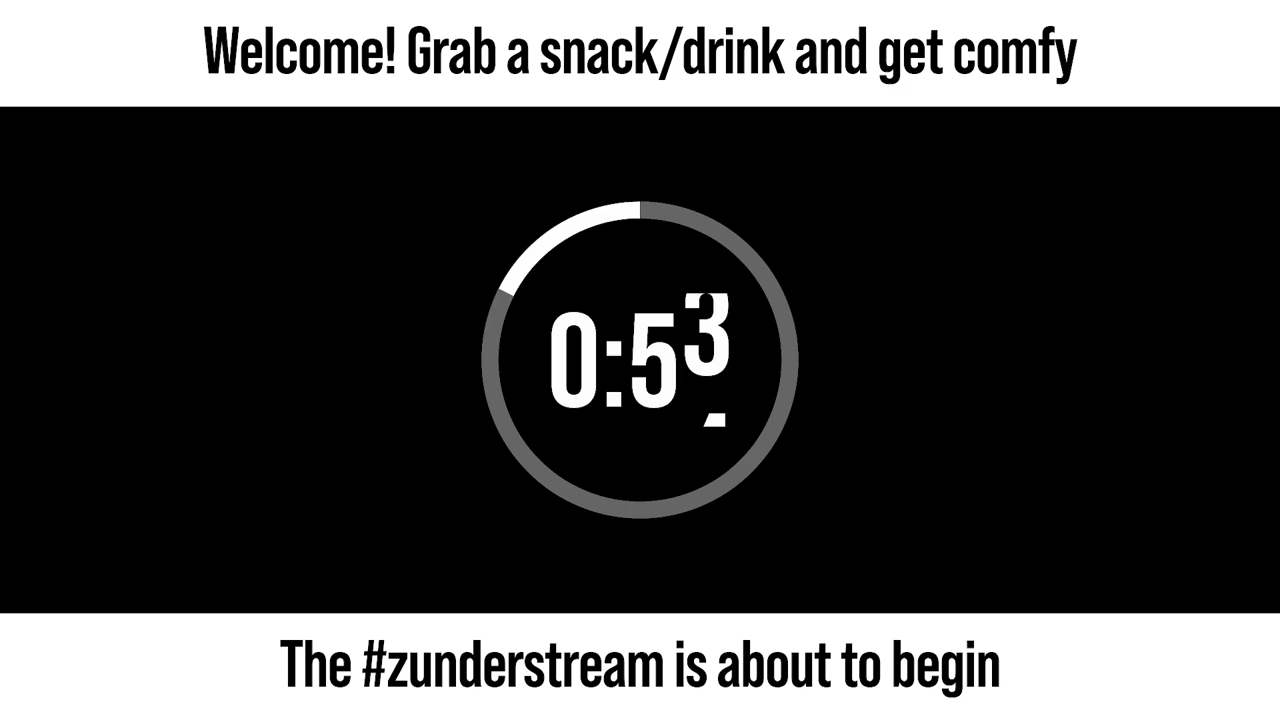 Welcome! Grab a snack/drink and get comfy
0:53
The #zunderstream is about to begin